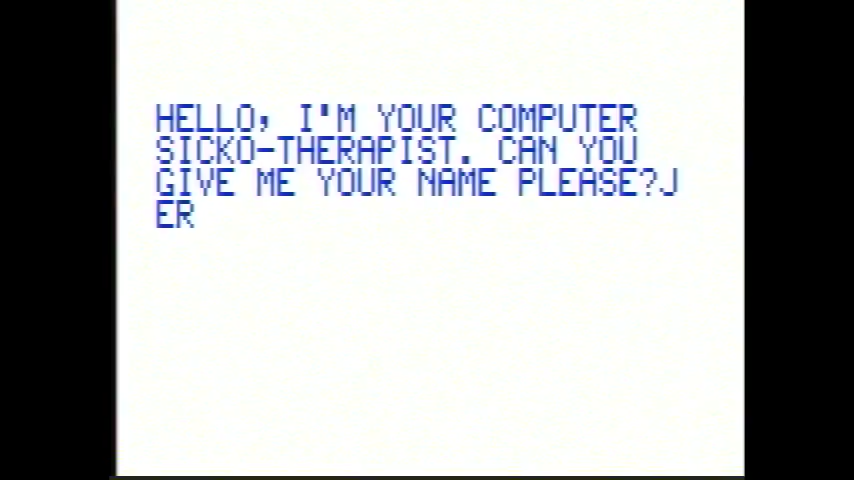 HELLO, I'M YOUR COMPUTER
SICKO-THERAPIST. CAN YOU
GIVE ME YOUR NAME PLEASE?J
ER